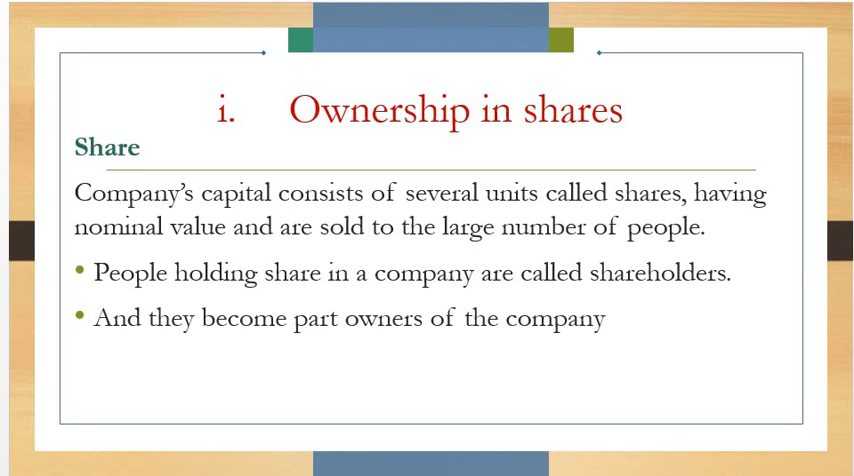 i. Ownership in shares
Share
Company’s capital consists of several units called shares, having
nominal value and are sold to the large number of people.
• People holding share in a company are called shareholders.
• And they become part owners of the company